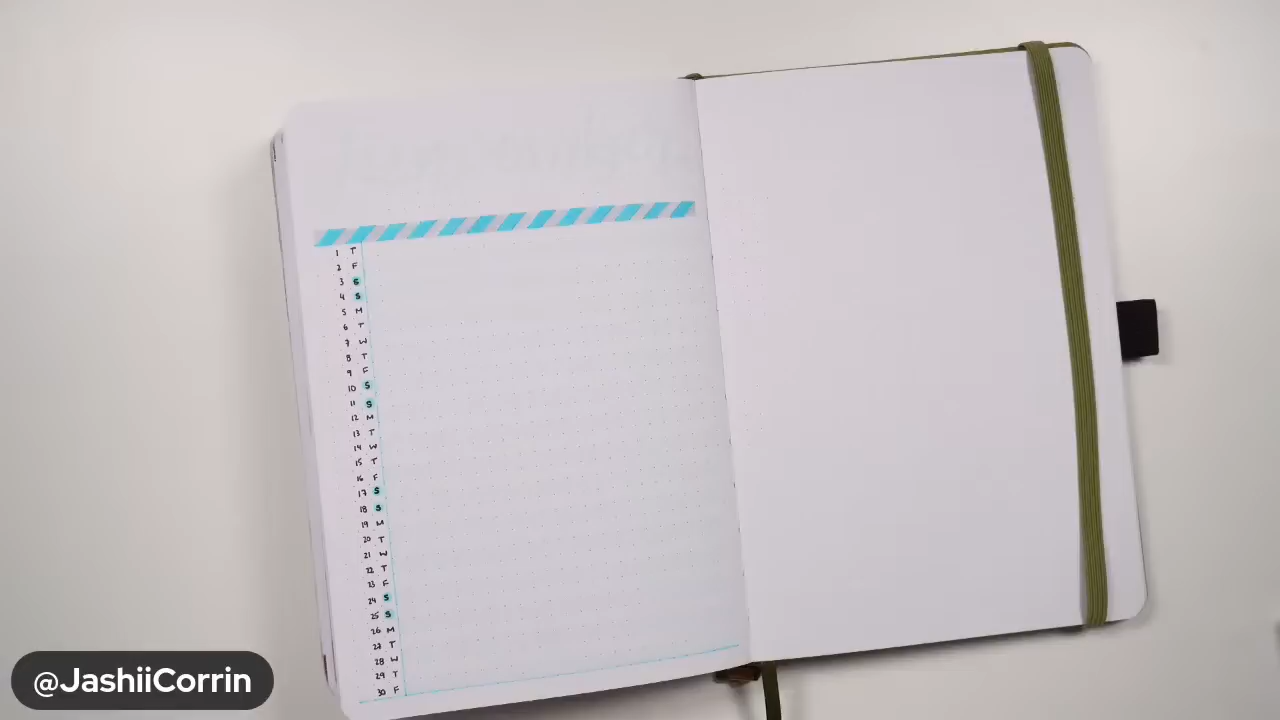 1 T
2 F
3 S
4 S
5 M
6 T
7 W
8 T
9 F
10 S
11 S
12 M
13 T
14 W
15 T
16 F
17 S
18 S
19 M
20 T
21 W
22 T
23 F
24 S
25 S
26 M
27 T
28 W
29 T
30 F
@JashiiCorrin